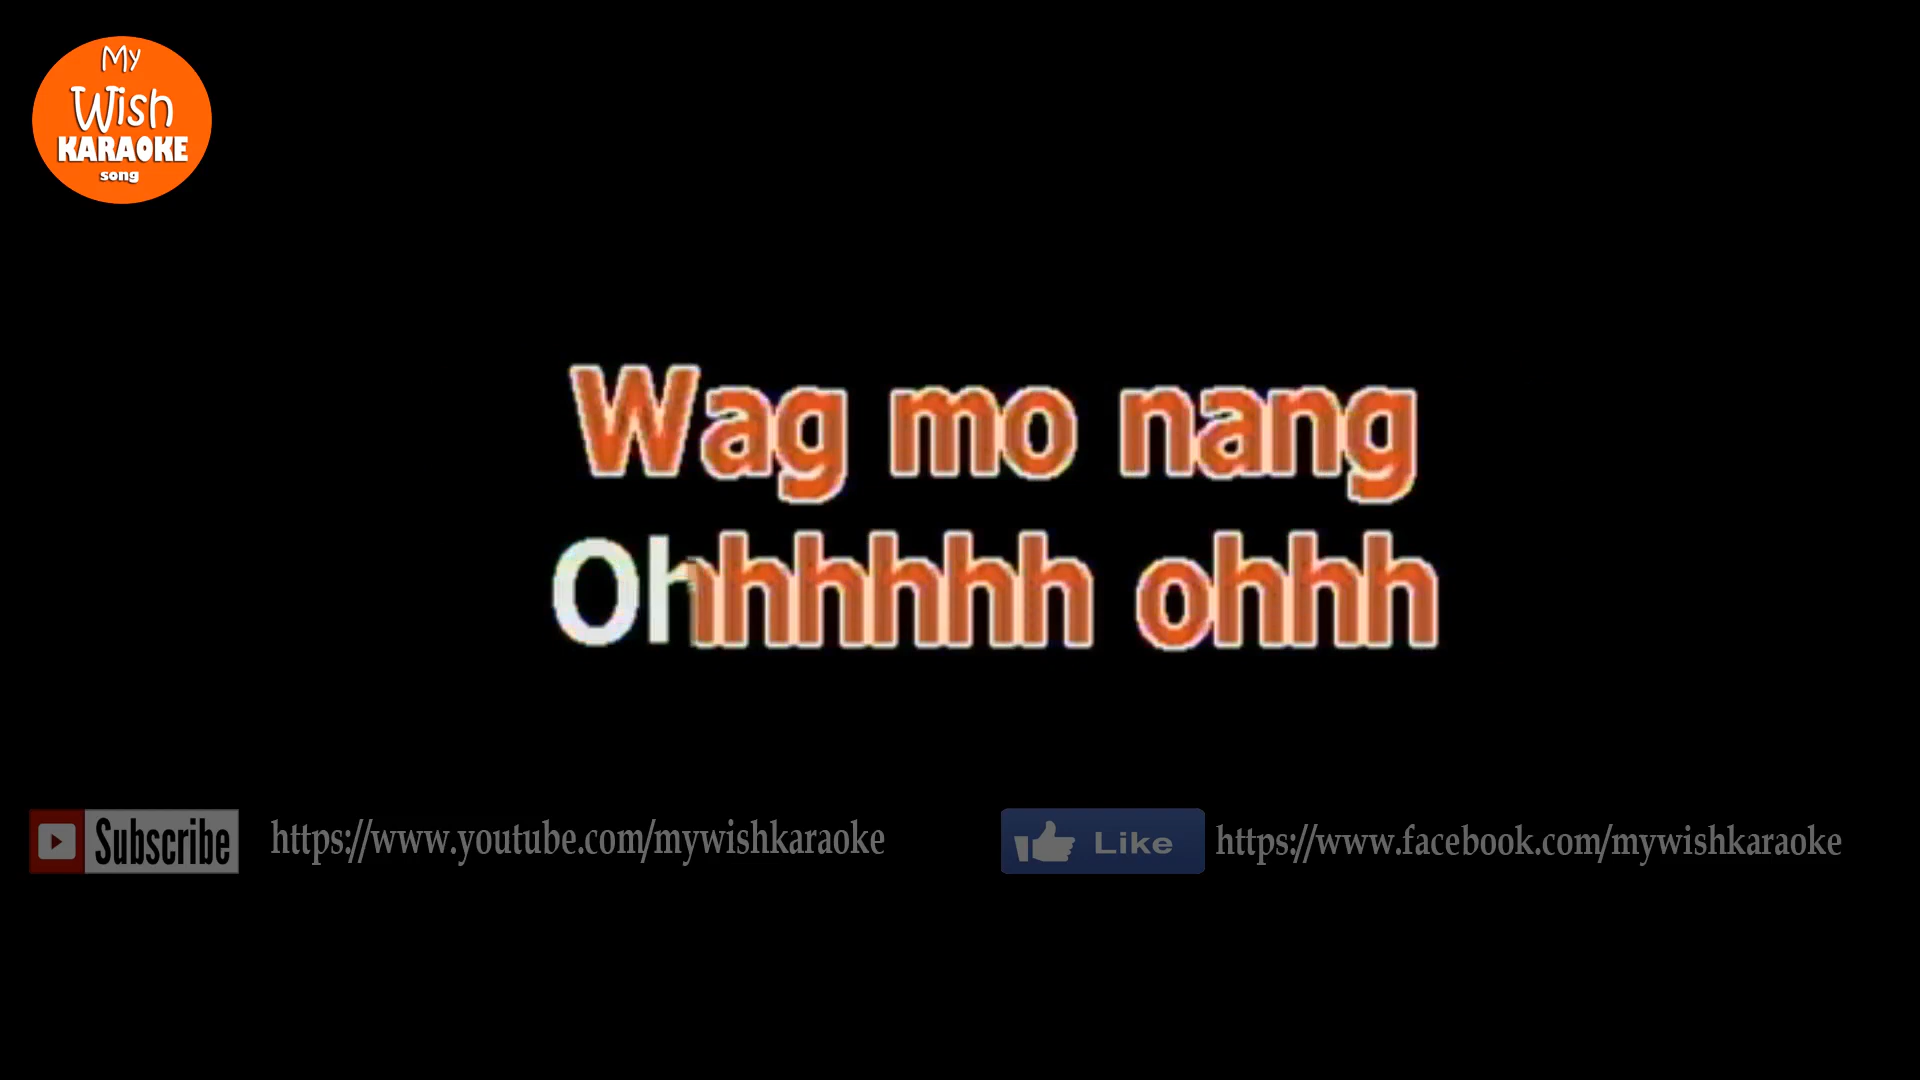 My
Wish
KARAOKE
song
Wag mo nang
Ohhhhhh ohhh
Subscribe https://www.youtube.com/mywishkaraoke Like https://www.facebook.com/mywishkaraoke